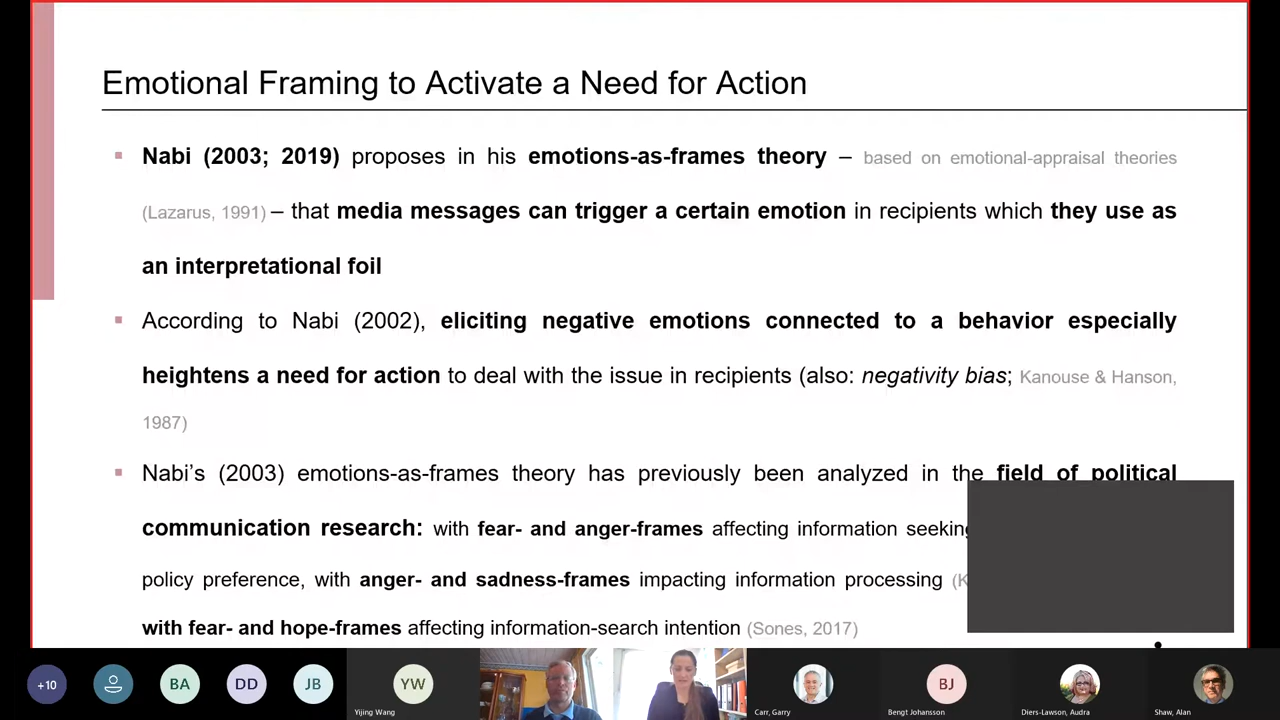 Emotional Framing to Activate a Need for Action
▪ Nabi (2003; 2019) proposes in his emotions-as-frames theory – based on emotional-appraisal theories
(Lazarus, 1991) – that media messages can trigger a certain emotion in recipients which they use as
an interpretational foil
▪ According to Nabi (2002), eliciting negative emotions connected to a behavior especially
heightens a need for action to deal with the issue in recipients (also: negativity bias; Kanouse & Hanson,
1987)
▪ Nabi's (2003) emotions-as-frames theory has previously been analyzed in the field of political
communication research: with fear- and anger-frames affecting information seeking
policy preference, with anger- and sadness-frames impacting information processing (K
with fear- and hope-frames affecting information-search intention (Sones, 2017)
+10 BA DD JB YW BJ
Yijing Wang Carr, Garry Bengt Johansson Diers-Lawson, Audra Shaw, Alan